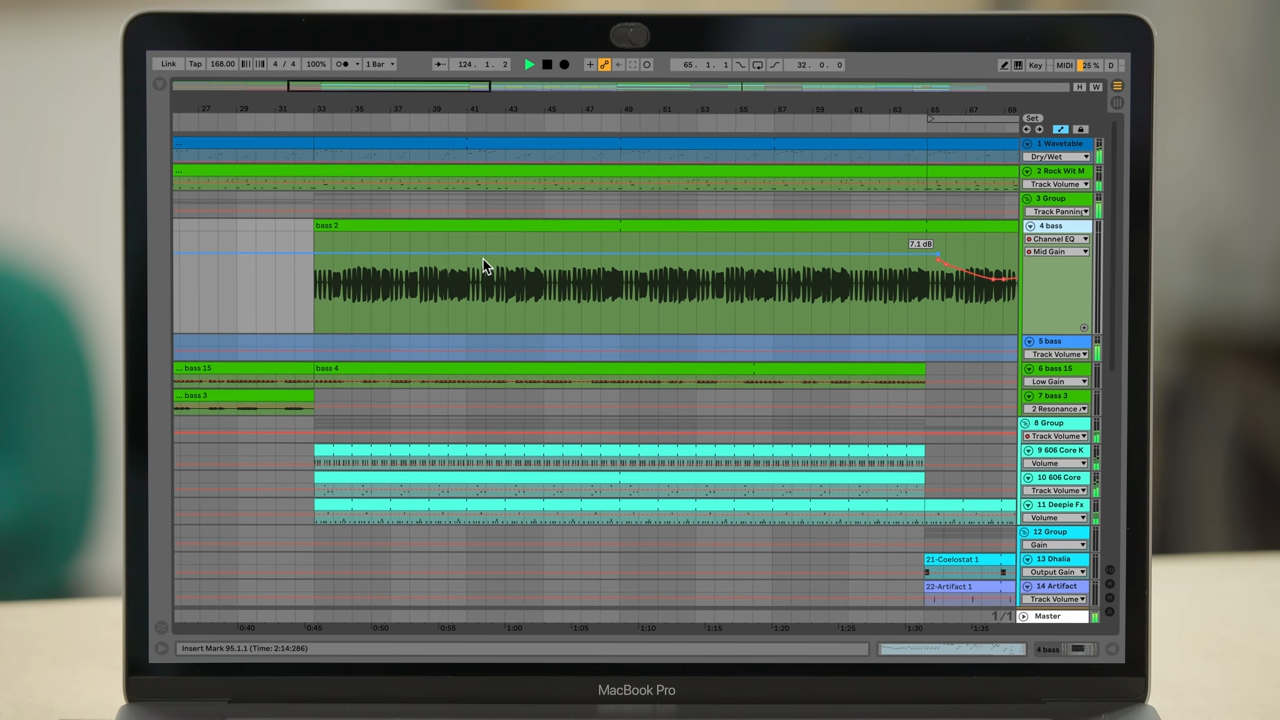 Link Tap 168.00 4 / 4 100% 1 Bar 124. 1. 2 65. 1. 1 32. 0. 0 Key MIDI 25 % D
H W
27 29 31 33 35 37 39 41 43 45 47 49 51 53 55 57 59 61 63 65 67 69
Set
... 1 Wavetable
Dry/Wet
... 2 Rock Wit M
Track Volume
3 Group
Track Panning
bass 2 4 bass
7.1 dB Channel EQ
Mid Gain
5 bass
Track Volume
... bass 15 bass 4 6 bass 15
Low Gain
... bass 3 7 bass 3
2 Resonance
8 Group
Track Volume
9 606 Core K
Volume
10 606 Core
Track Volume
11 Deepie Fx
Volume
12 Group
Gain
21-Coelostat 1 13 Dhalia
Output Gain
22-Artifact 1 14 Artifact
Track Volume
1/1 Master
0:40 0:45 0:50 0:55 1:00 1:05 1:10 1:15 1:20 1:25 1:30 1:35
Insert Mark 95.1.1 (Time: 2:14:286) 4 bass
MacBook Pro